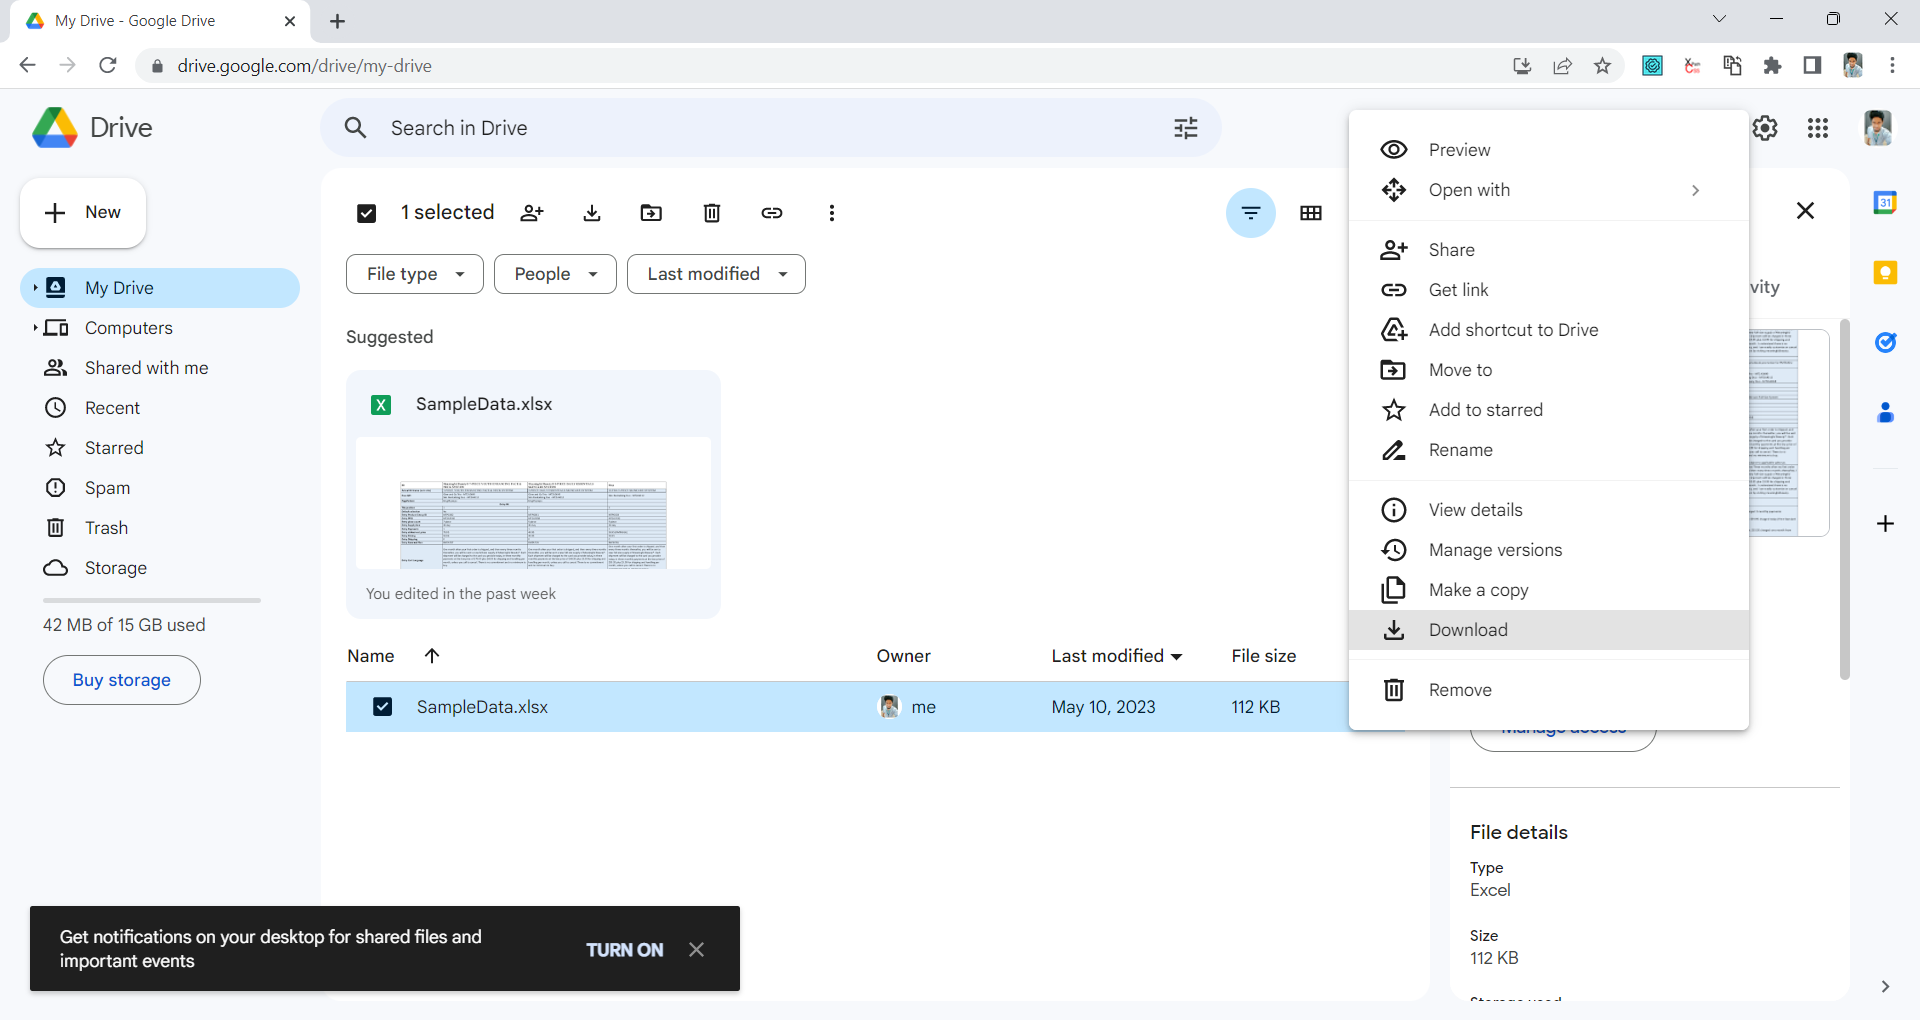 My Drive - Google Drive
drive.google.com/drive/my-drive
Drive
Search in Drive
New
My Drive
Computers
Shared with me
Recent
Starred
Spam
Trash
Storage
42 MB of 15 GB used
Buy storage
1 selected
File type
People
Last modified
Suggested
X
SampleData.xlsx
You edited in the past week
Name
Owner
Last modified
File size
SampleData.xlsx
me
May 10, 2023
112 KB
Preview
Open with
Share
Get link
Add shortcut to Drive
Move to
Add to starred
Rename
View details
Manage versions
Make a copy
Download
Remove
vity
31
Manage access
File details
Type
Excel
Size
112 KB
Storage used
Get notifications on your desktop for shared files and
important events
TURN ON